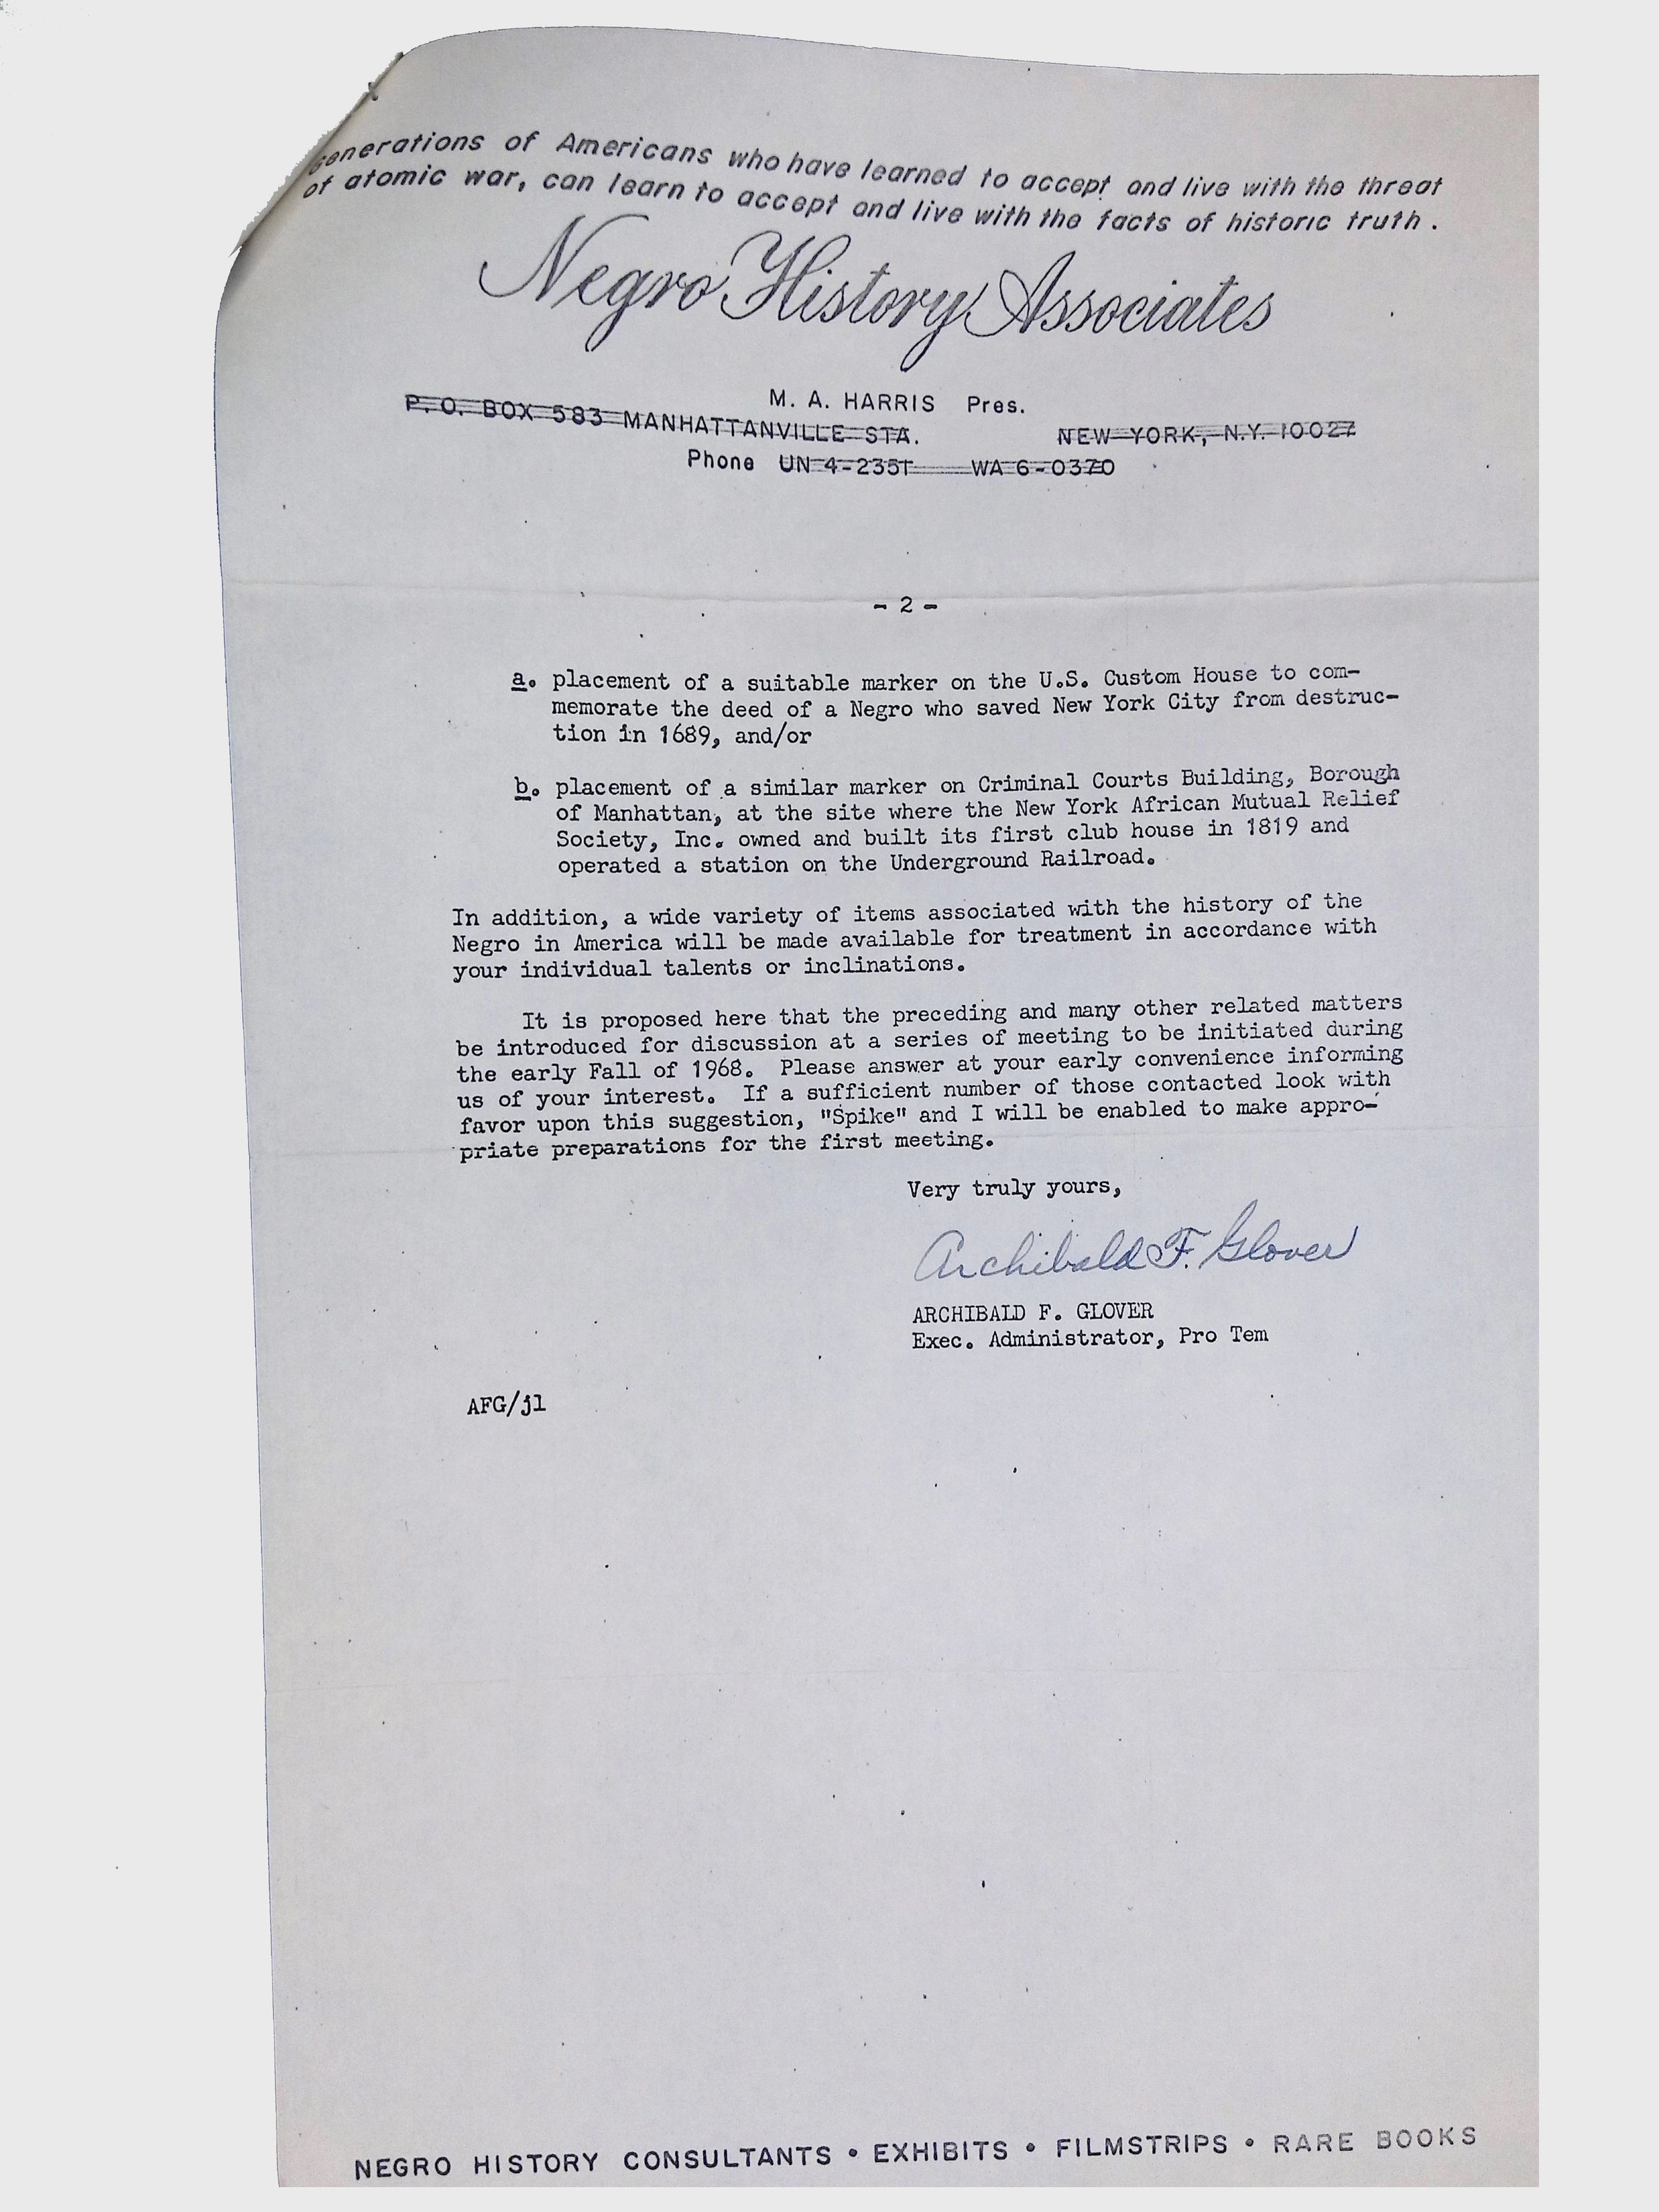 Generations of Americans who have learned to accept and live with the threat
of atomic war, can learn to accept and live with the facts of historic truth.
Negro History Associates
M. A. HARRIS Pres.
P. O. BOX 583 MANHATTANVILLE STA. NEW YORK, N.Y. 10027
Phone UN 4-2351 WA 6-0370
- 2 -
a. placement of a suitable marker on the U.S. Custom House to com-
memorate the deed of a Negro who saved New York City from destruc-
tion in 1689, and/or
b. placement of a similar marker on Criminal Courts Building, Borough
of Manhattan, at the site where the New York African Mutual Relief
Society, Inc. owned and built its first club house in 1819 and
operated a station on the Underground Railroad.
In addition, a wide variety of items associated with the history of the
Negro in America will be made available for treatment in accordance with
your individual talents or inclinations.
It is proposed here that the preceding and many other related matters
be introduced for discussion at a series of meeting to be initiated during
the early Fall of 1968. Please answer at your early convenience informing
us of your interest. If a sufficient number of those contacted look with
favor upon this suggestion, "Spike" and I will be enabled to make appro-
priate preparations for the first meeting.
Very truly yours,
Archibald F. Glover
ARCHIBALD F. GLOVER
Exec. Administrator, Pro Tem
AFG/jl
NEGRO HISTORY CONSULTANTS • EXHIBITS • FILMSTRIPS • RARE BOOKS